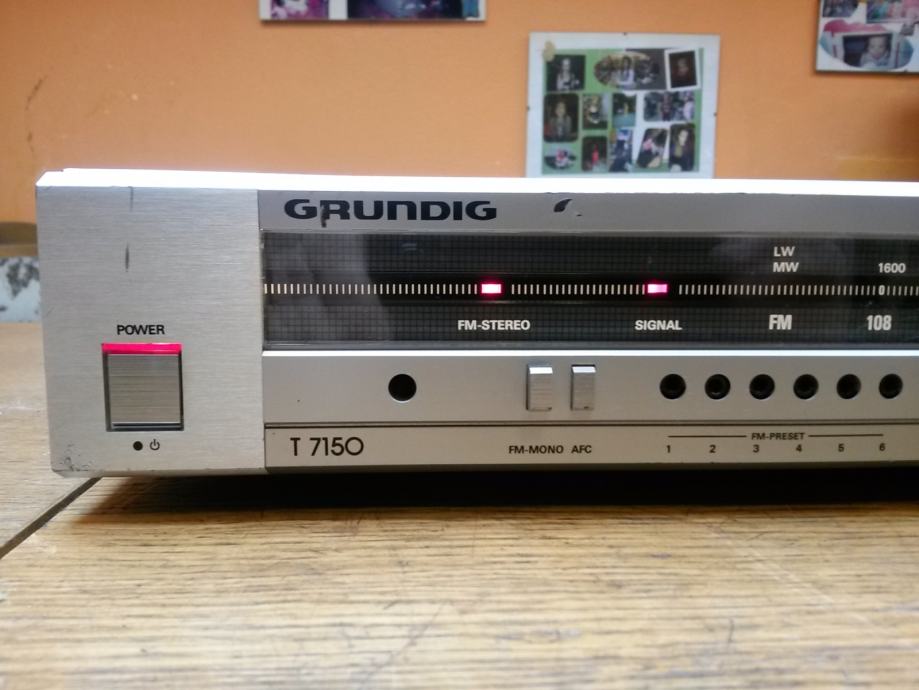 GRUNDIG
LW
MW 1600
0
FM-STEREO SIGNAL FM 108
POWER
T 7150
FM-MONO AFC
FM-PRESET
1 2 3 4 5 6